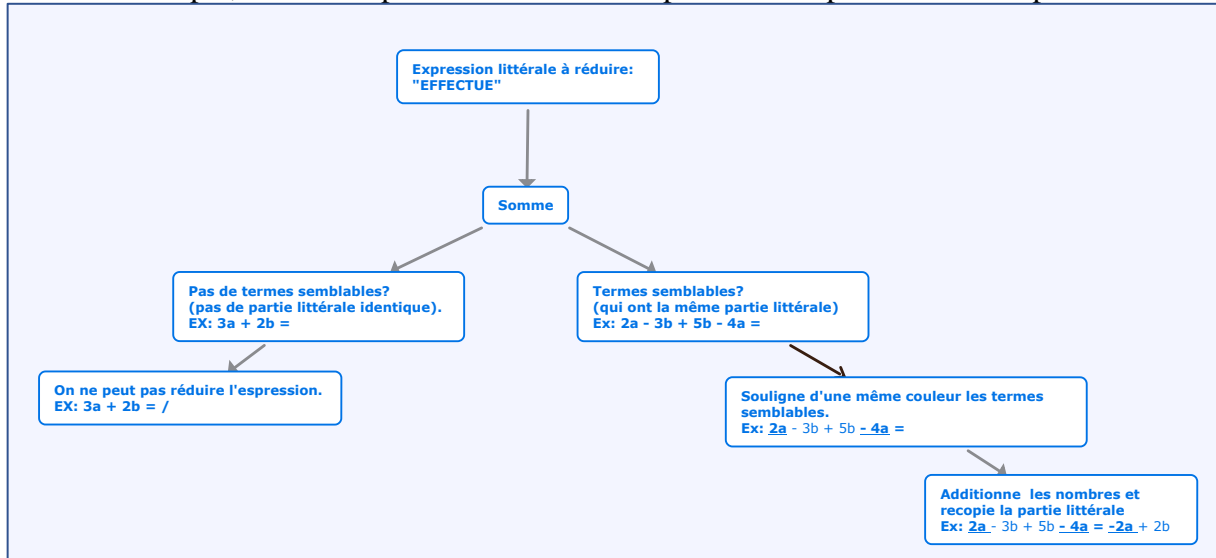 Expression littérale à réduire:
"EFFECTUE"
Somme
Pas de termes semblables?
(pas de partie littérale identique).
EX: 3a + 2b =
Termes semblables?
(qui ont la même partie littérale)
Ex: 2a - 3b + 5b - 4a =
On ne peut pas réduire l'espression.
EX: 3a + 2b = /
Souligne d'une même couleur les termes
semblables.
Ex: 2a - 3b + 5b - 4a =
Additionne les nombres et
recopie la partie littérale
Ex: 2a - 3b + 5b - 4a = -2a + 2b